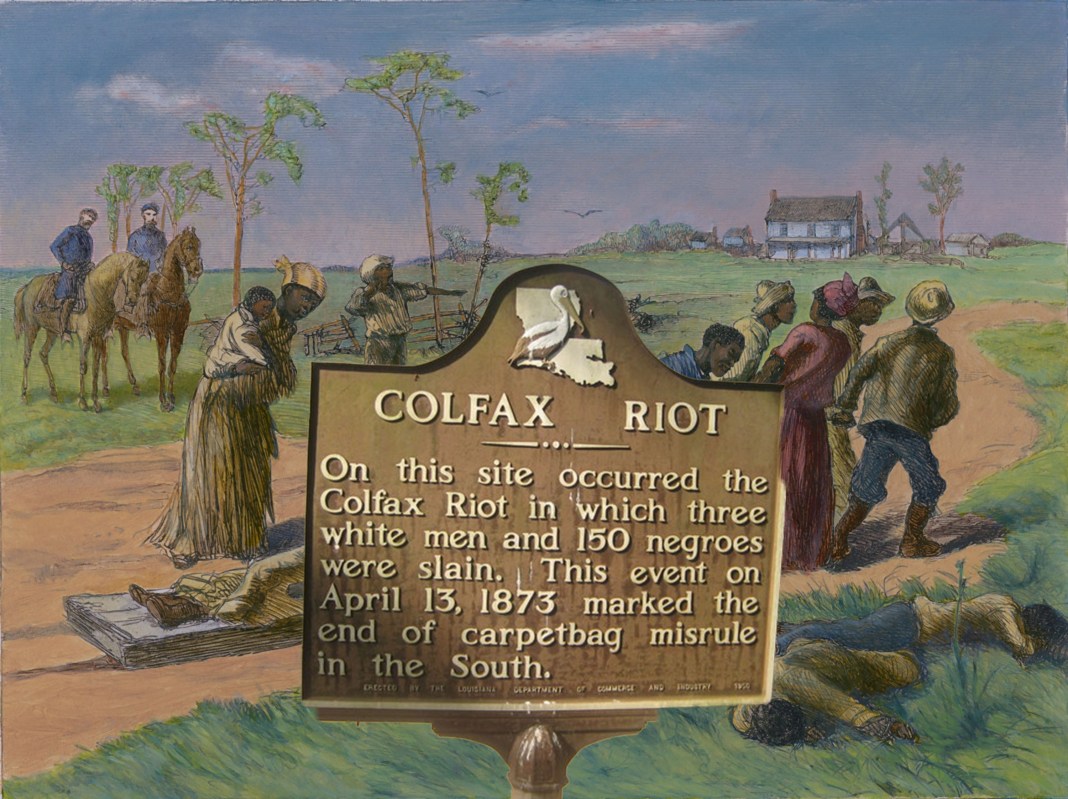 COLFAX RIOT
On this site occurred the
Colfax Riot in which three
white men and 150 negroes
were slain. This event on
April 13, 1873 marked the
end of carpetbag misrule
in the South.
ERECTED BY THE LOUISIANA DEPARTMENT OF COMMERCE AND INDUSTRY 1950